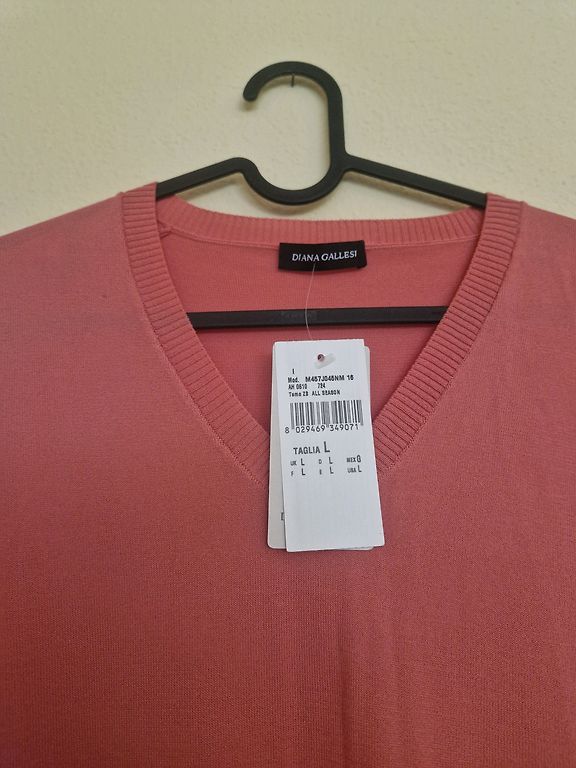 DIANA GALLESI
I
Mod. M457J046NM 16
AH 0610 724
Tema 28 ALL SEASON
8 029469 349071
TAGLIA L
UK L D L MEX G
F L E L USA L